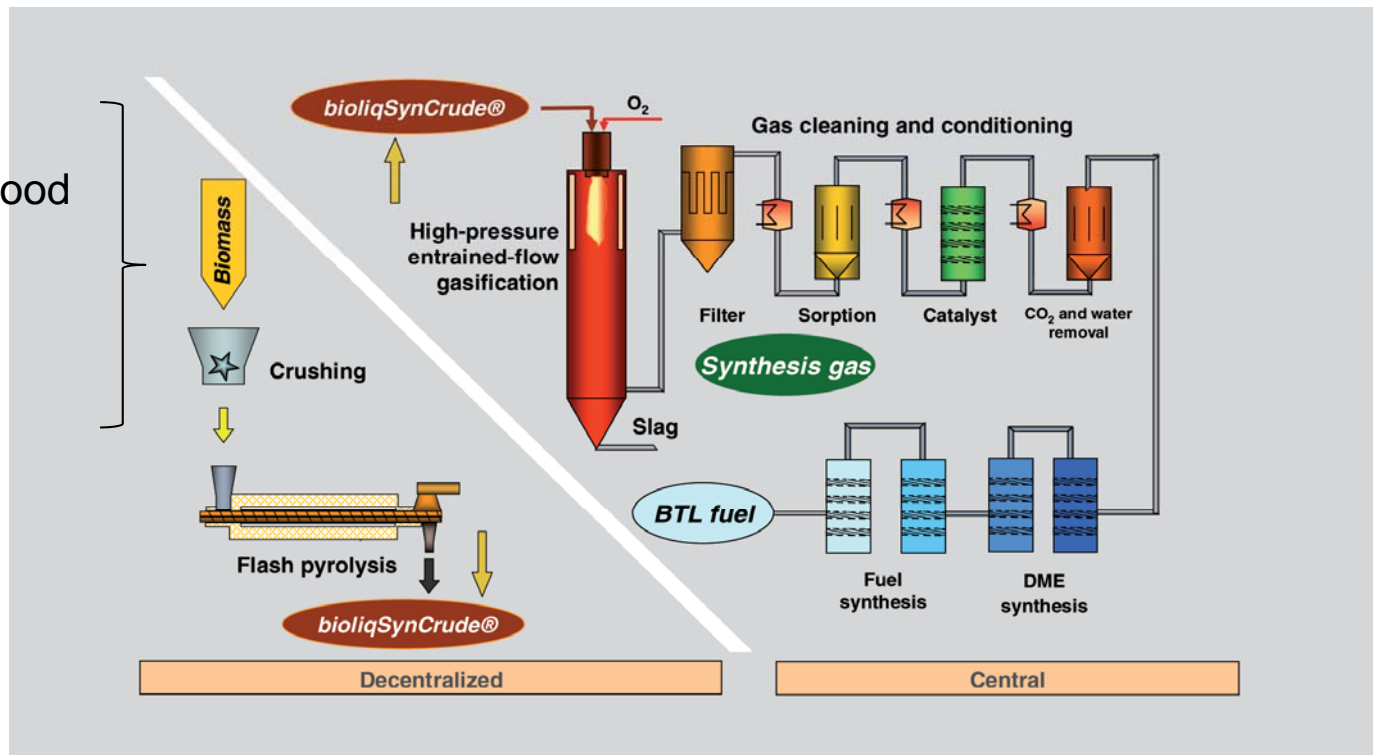 ood
Biomass
Crushing
Flash pyrolysis
bioliqSynCrude®
bioliqSynCrude®
O₂
High-pressure
entrained-flow
gasification
Slag
Gas cleaning and conditioning
Filter
Sorption
Catalyst
CO₂ and water
removal
Synthesis gas
BTL fuel
Fuel
synthesis
DME
synthesis
Decentralized
Central